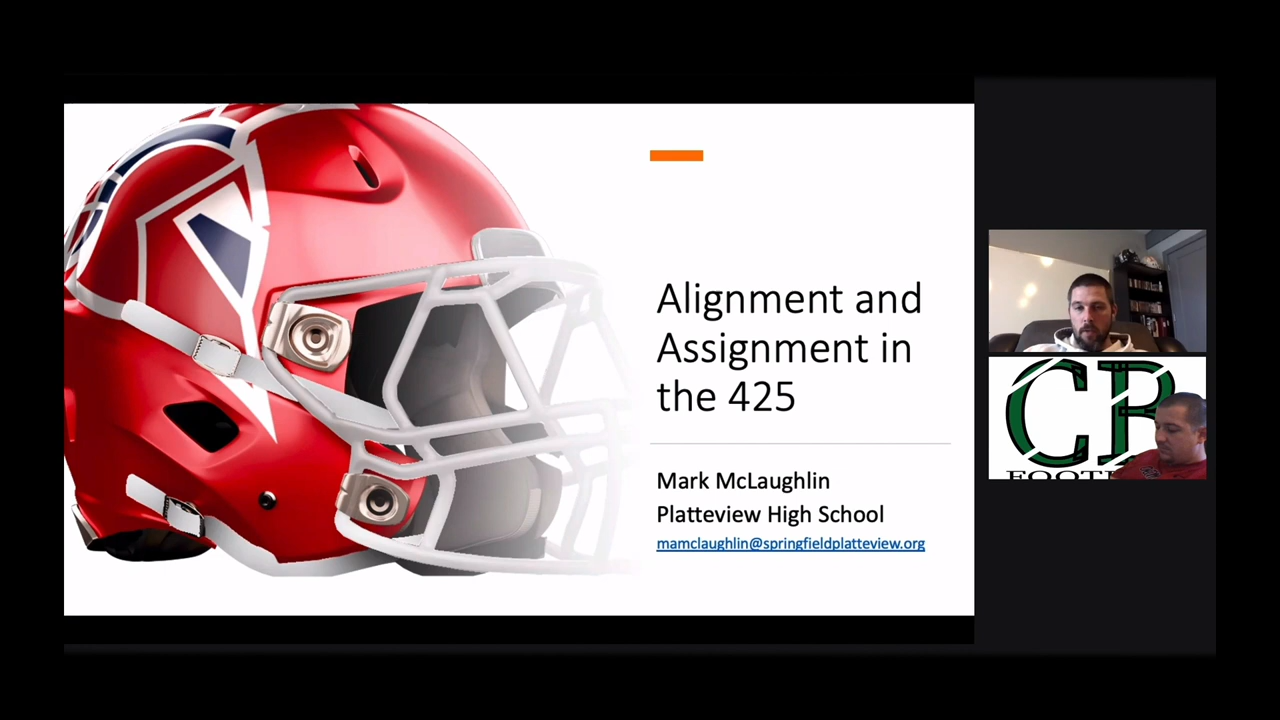 Alignment and
Assignment in
the 425
Mark McLaughlin
Platteview High School
mamclaughlin@springfieldplatteview.org
CB